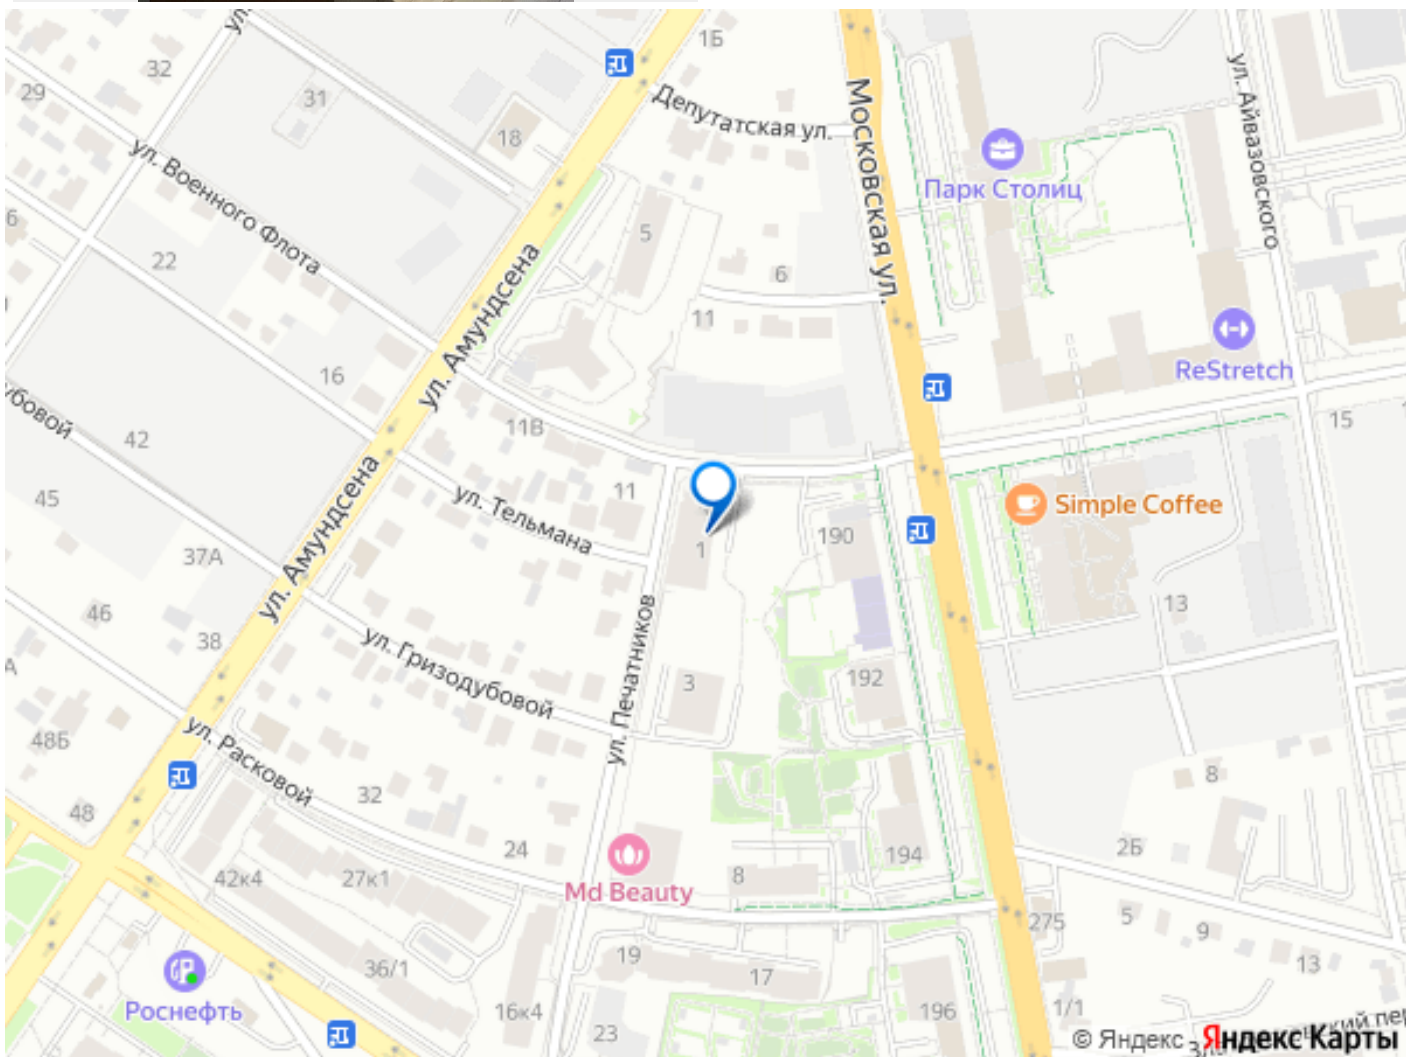 1Б
32
29
31
18
Депутатская ул.
Московская ул.
ул. Айвазовского
Парк Столиц
ул. Военного Флота
6
5
22
6
ул. Амундсена
11
ReStretch
16
11В
15
42
45
ул. Тельмана
11
Simple Coffee
190
1
37А
ул. Амундсена
46
38
ул. Гризодубовой
ул. Печатников
13
3
192
48Б
ул. Расковой
8
32
48
24
2Б
194
42к4
27к1
Md Beauty
8
275
5
9
36/1
19
17
13
Роснефть
16к4
23
196
1/1
© Яндекс
Яндекс Карты